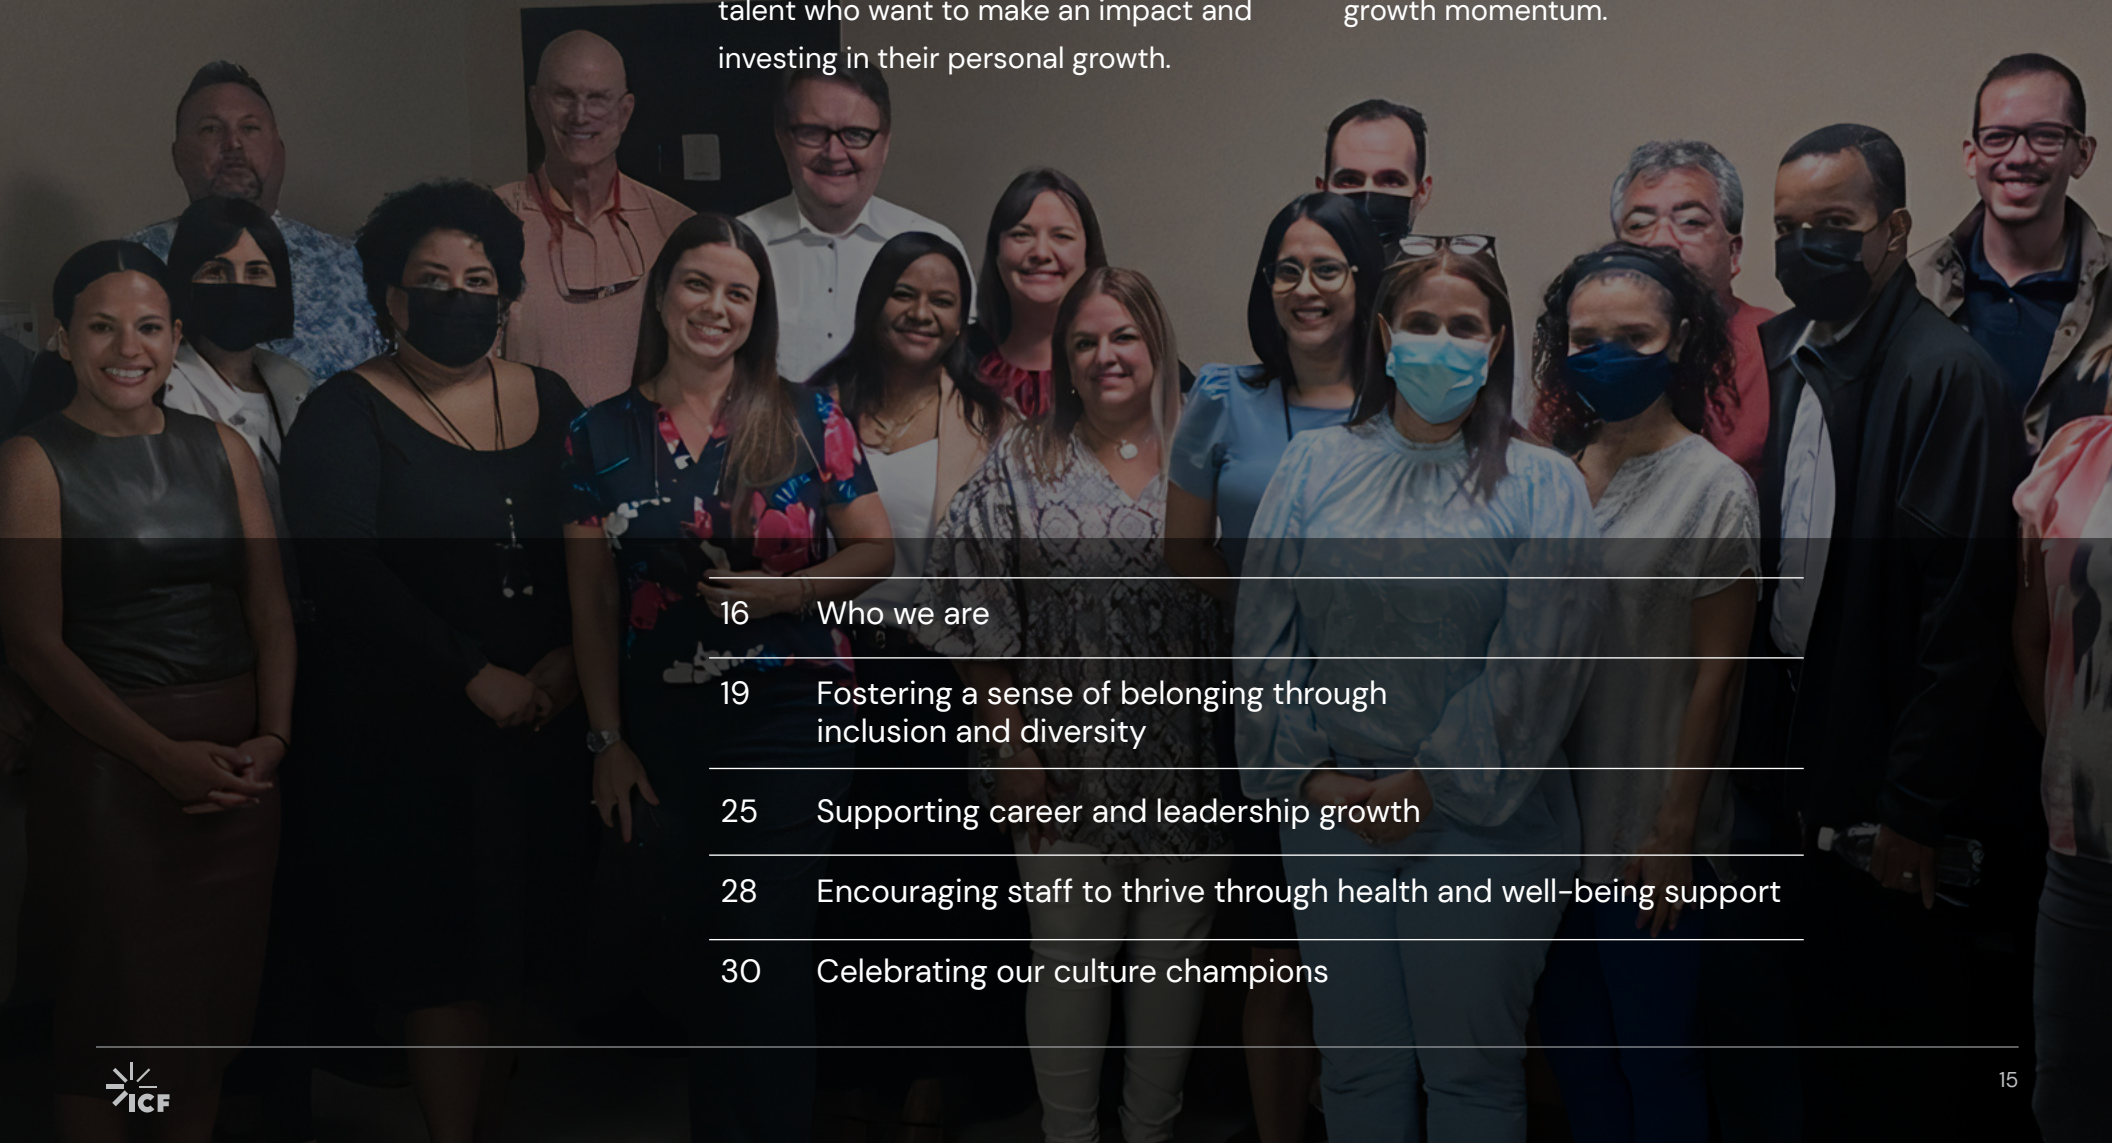 talent who want to make an impact and
investing in their personal growth.
growth momentum.
16 Who we are
19 Fostering a sense of belonging through
inclusion and diversity
25 Supporting career and leadership growth
28 Encouraging staff to thrive through health and well-being support
30 Celebrating our culture champions
ICF
15